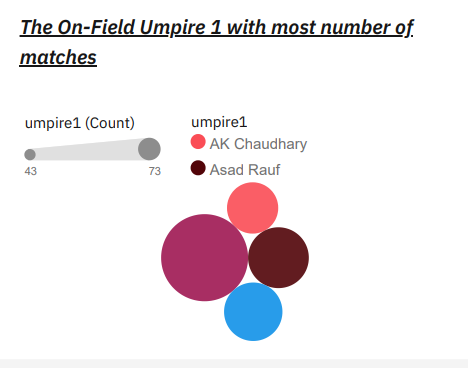 The On-Field Umpire 1 with most number of
matches
umpire1 (Count)
43 73
umpire1
AK Chaudhary
Asad Rauf